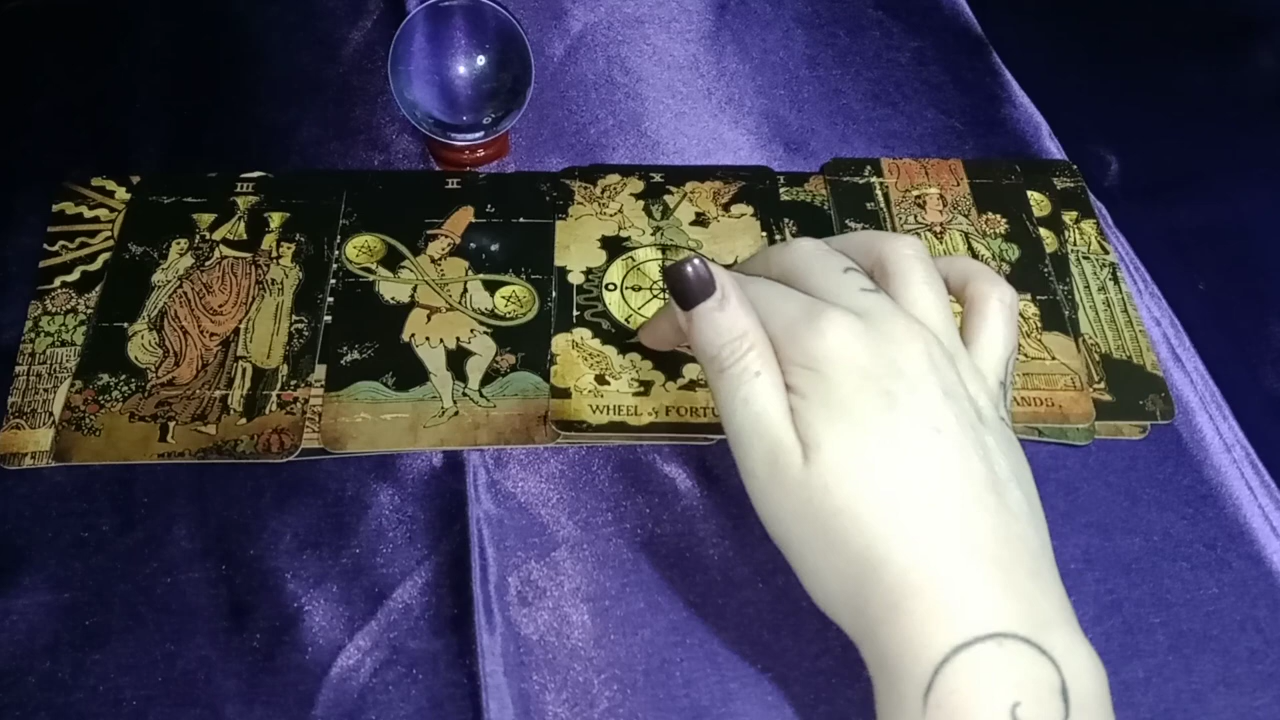 III
II
X
I
WHEEL of FORTU
ANDS.